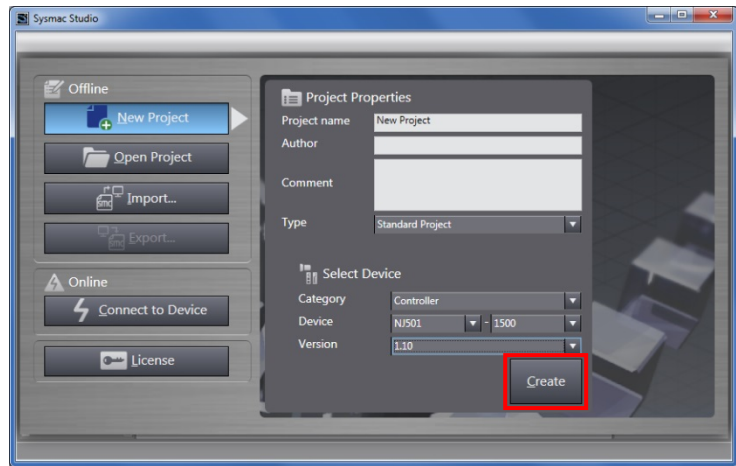 Sysmac Studio
Offline
New Project
Open Project
Import...
Export...
Online
Connect to Device
License
Project Properties
Project name New Project
Author
Comment
Type Standard Project
Select Device
Category Controller
Device NJ501 - 1500
Version 1.10
Create